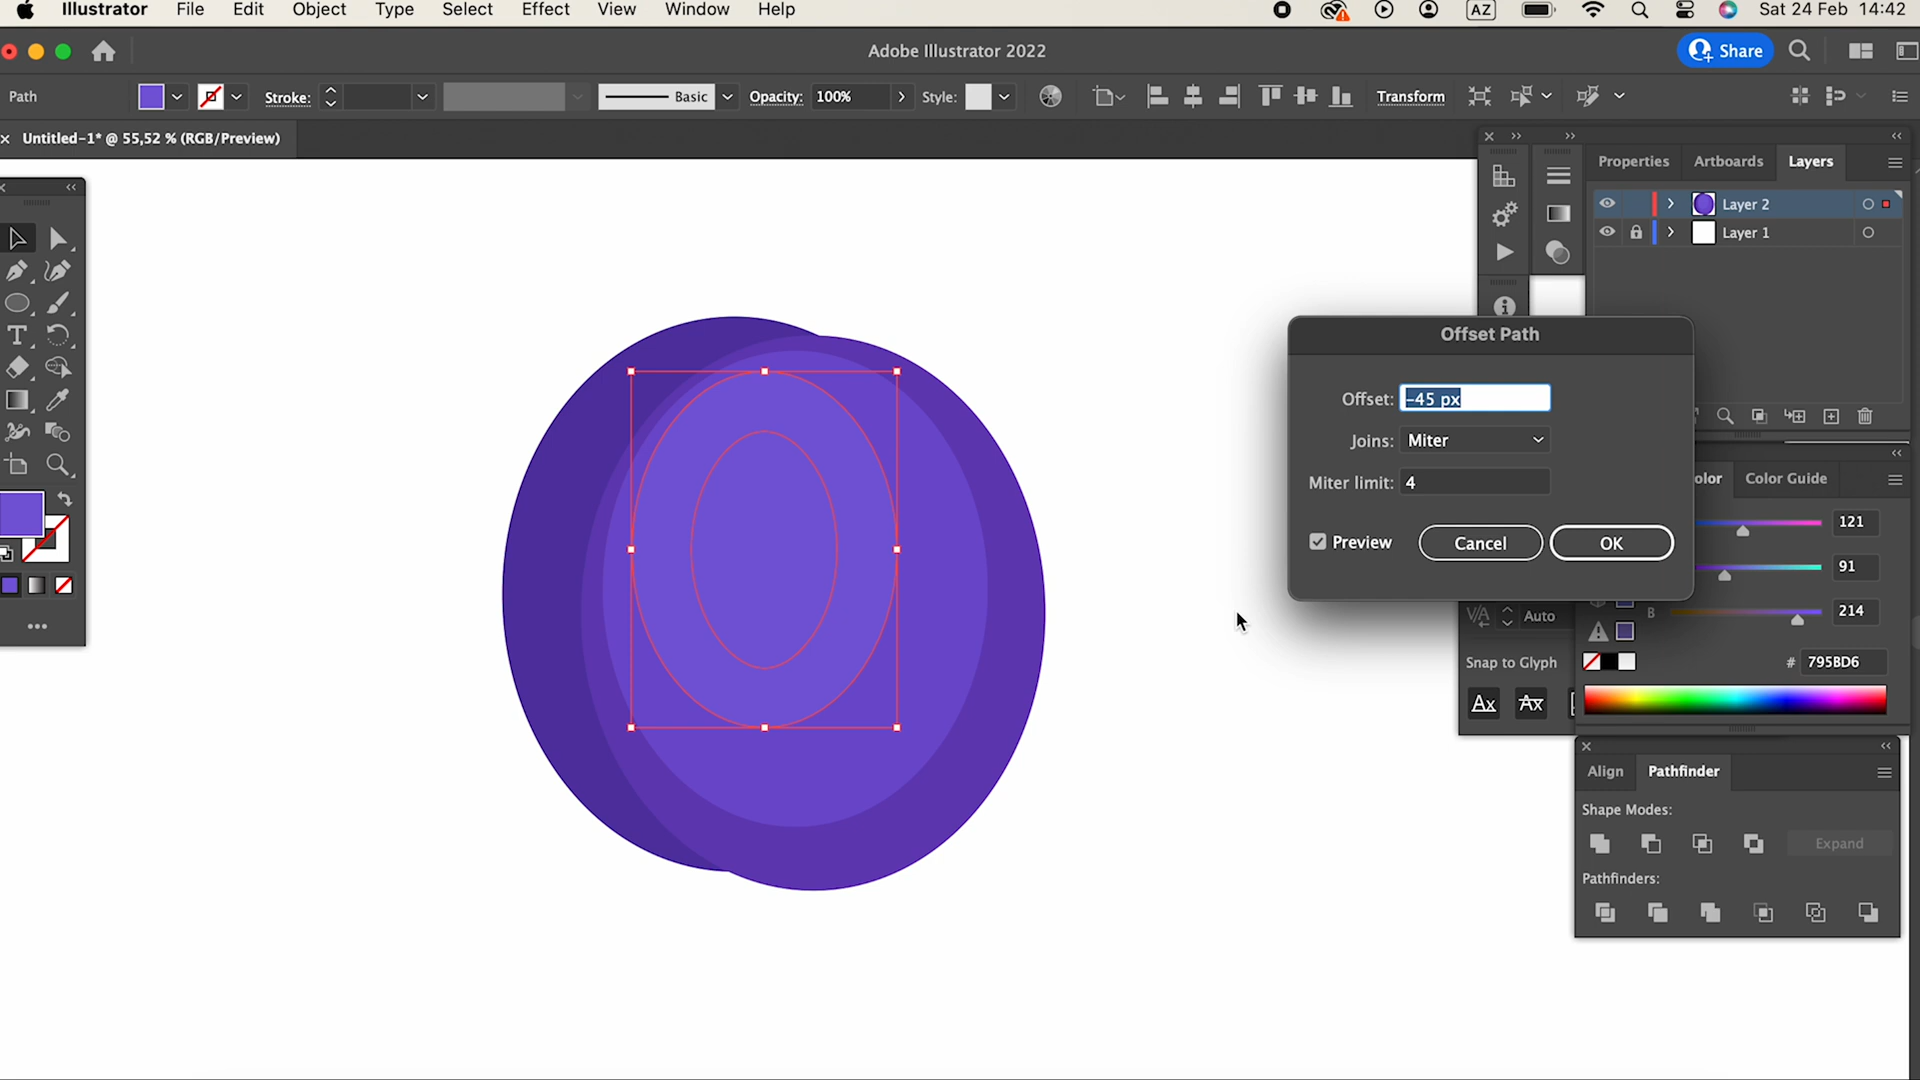 Illustrator File Edit Object Type Select Effect View Window Help AZ Sat 24 Feb 14:42
Adobe Illustrator 2022
Share
Path Stroke: Basic Opacity: 100% Style: Transform
Untitled-1* @ 55,52 % (RGB/Preview)
Properties Artboards Layers
Layer 2
Layer 1
Offset Path
Offset: -45 px
Joins: Miter
Miter limit: 4
Preview Cancel OK
olor Color Guide
121
91
B 214
# 795BD6
Auto
Snap to Glyph
Align Pathfinder
Shape Modes:
Expand
Pathfinders: